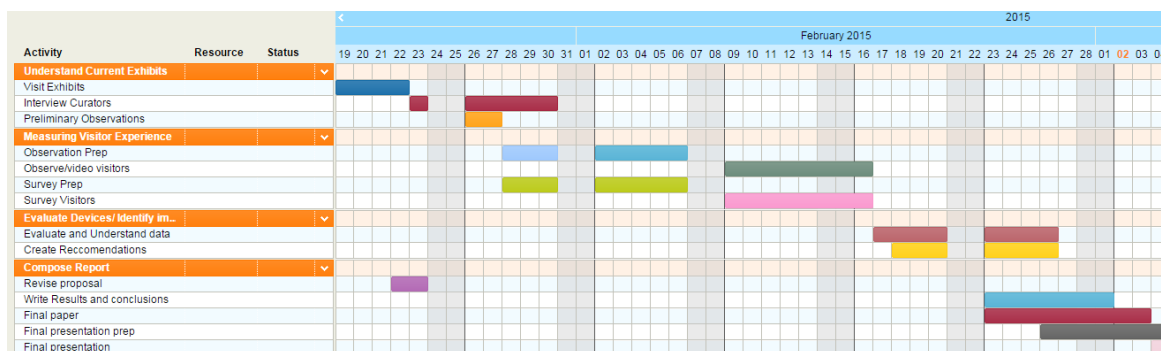 2015
February 2015
Activity Resource Status 19 20 21 22 23 24 25 26 27 28 29 30 31 01 02 03 04 05 06 07 08 09 10 11 12 13 14 15 16 17 18 19 20 21 22 23 24 25 26 27 28 01 02 03
Understand Current Exhibits
Visit Exhibits
Interview Curators
Preliminary Observations
Measuring Visitor Experience
Observation Prep
Observe/video visitors
Survey Prep
Survey Visitors
Evaluate Devices/ Identify im..
Evaluate and Understand data
Create Reccomendations
Compose Report
Revise proposal
Write Results and conclusions
Final paper
Final presentation prep
Final presentation